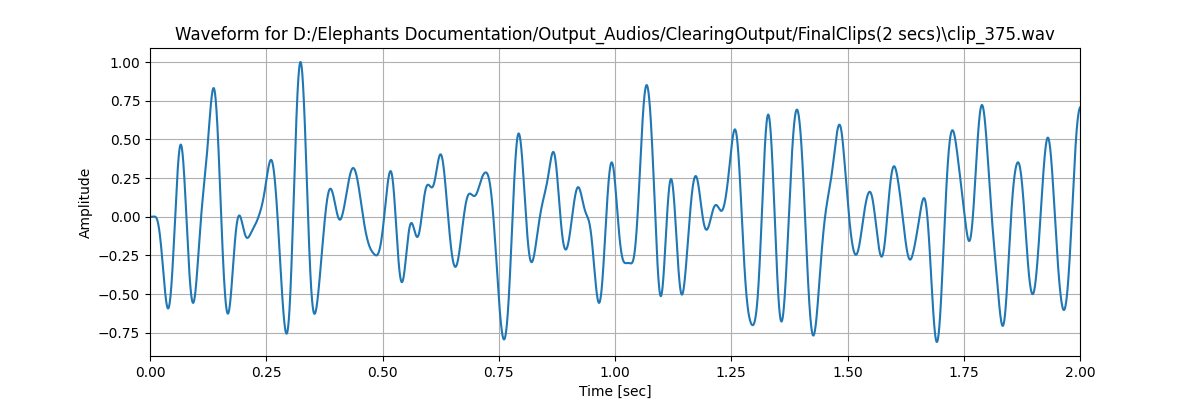 Waveform for D:/Elephants Documentation/Output_Audios/ClearingOutput/FinalClips(2 secs)\clip_375.wav
1.00
0.75
0.50
0.25
0.00
−0.25
−0.50
−0.75
Amplitude
0.00 0.25 0.50 0.75 1.00 1.25 1.50 1.75 2.00
Time [sec]